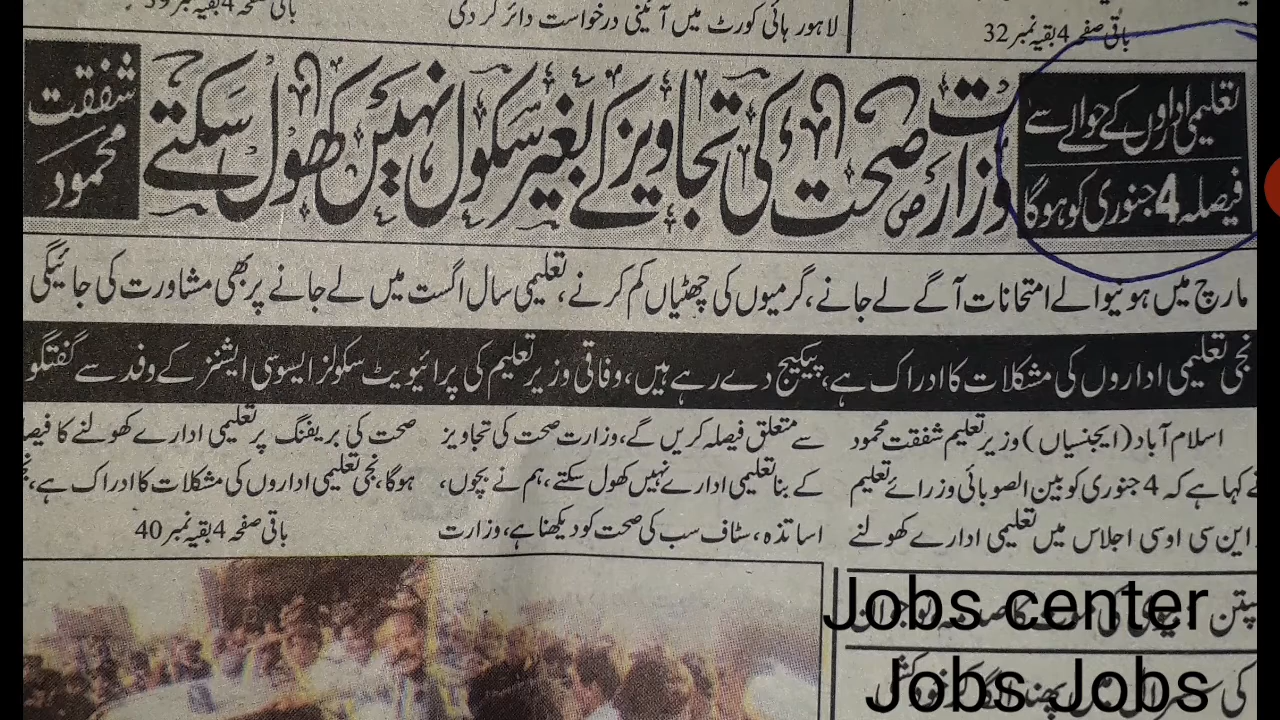 باقی صفحہ 4 بقیہ نمبر 39
لاہور ہائی کورٹ میں آئینی درخواست دائر کر دی
باقی صفحہ 4 بقیہ نمبر 32
تعلیمی اداروں کے حوالے سے
فیصلہ 4 جنوری کو ہوگا
وزارت صحت کی تجاویز کے بغیر سکول نہیں کھول سکتے
شفقت
محمود
مارچ میں ہونیوالے امتحانات آگے لے جانے، گرمیوں کی چھٹیاں کم کرنے، تعلیمی سال اگست میں لے جانے پر بھی مشاورت کی جائیگی
نجی تعلیمی اداروں کی مشکلات کا ادراک ہے، پیکیج دے رہے ہیں، وفاقی وزیر تعلیم کی پرائیویٹ سکولز ایسوسی ایشنز کے وفد سے گفتگو
اسلام آباد (ایجنسیاں) وزیر تعلیم شفقت محمود
نے کہا ہے کہ 4 جنوری کو بین الصوبائی وزرائے تعلیم
این سی او سی اجلاس میں تعلیمی ادارے کھولنے
سے متعلق فیصلہ کریں گے، وزارت صحت کی تجاویز
کے بنا تعلیمی ادارے نہیں کھول سکتے، ہم نے بچوں،
اساتذہ، سٹاف سب کی صحت کو دیکھنا ہے، وزارت
صحت کی بریفنگ پر تعلیمی ادارے کھولنے کا
ہوگا، نجی تعلیمی اداروں کی مشکلات کا ادراک ہے،
باقی صفحہ 4 بقیہ نمبر 40
Jobs center
Jobs Jobs